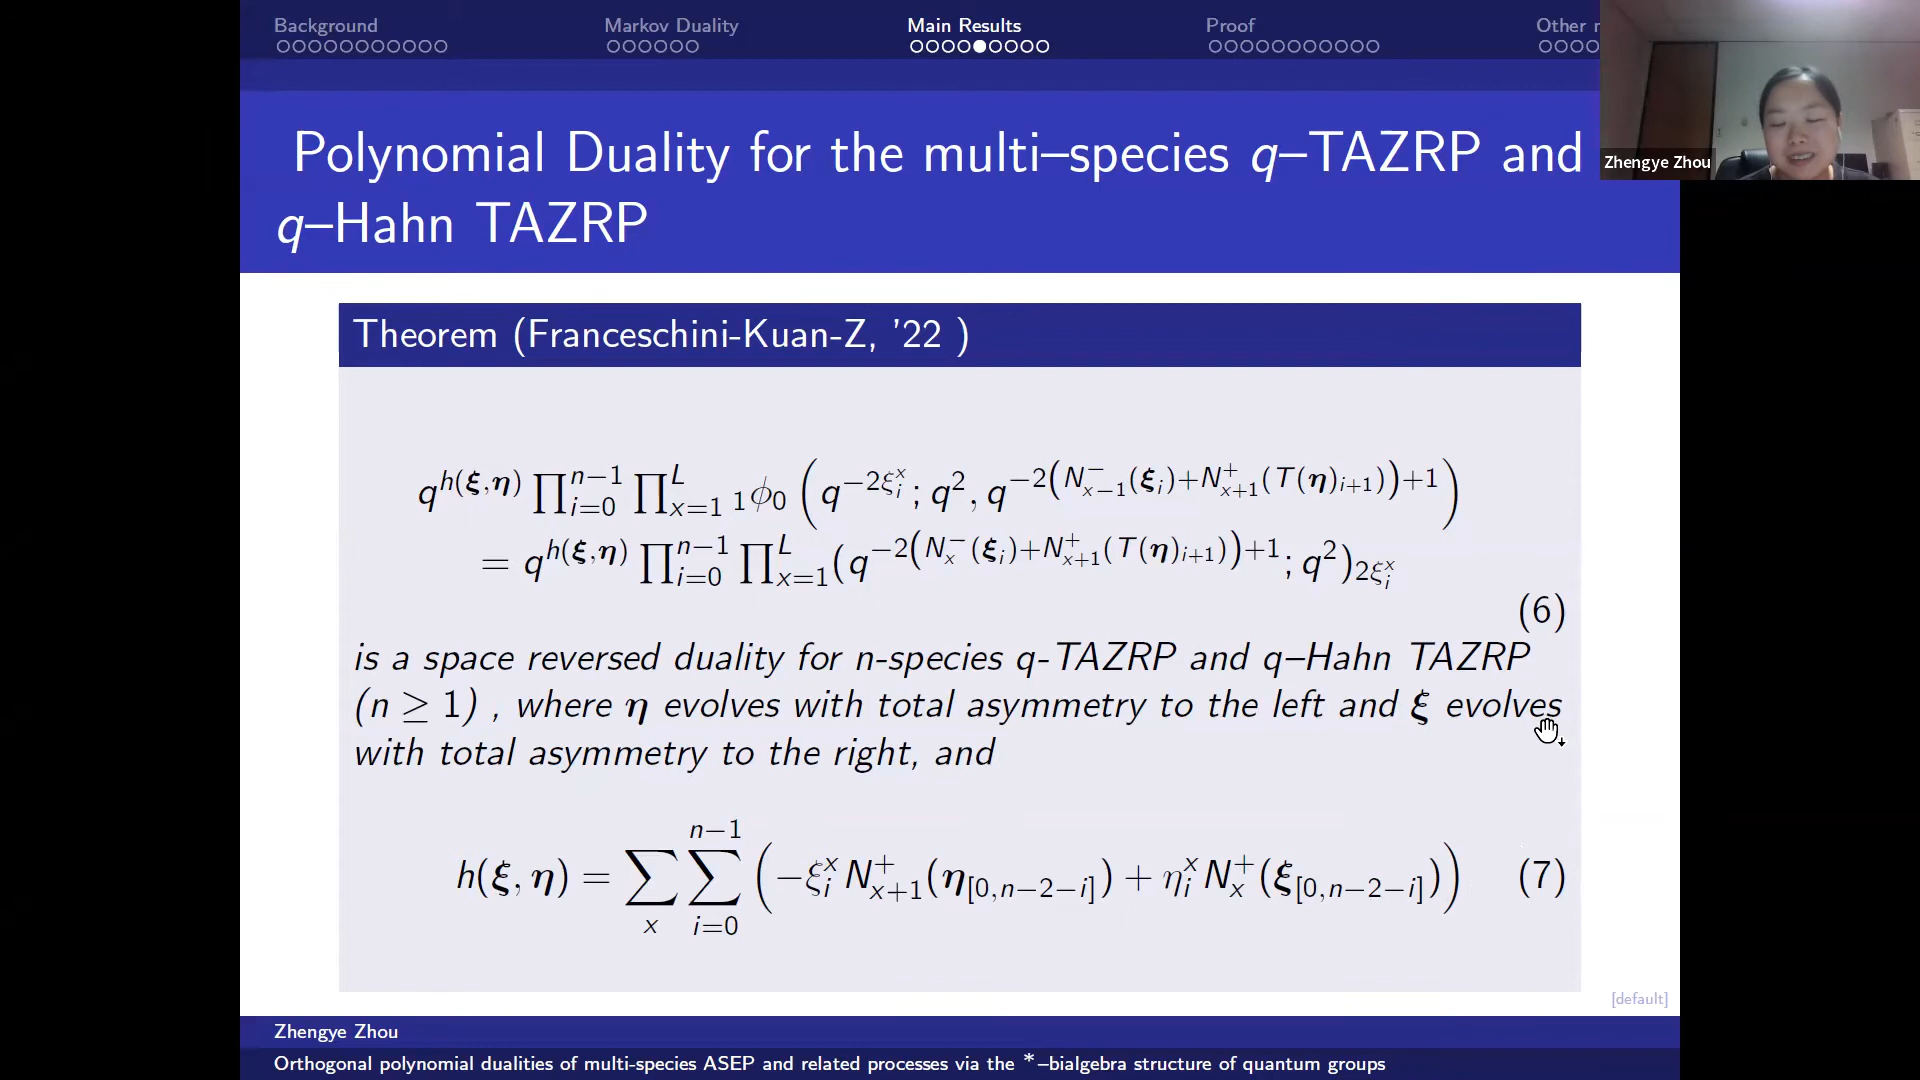 Background Markov Duality Main Results Proof Other r
Zhengye Zhou
Polynomial Duality for the multi–species q–TAZRP and
q–Hahn TAZRP
Theorem (Franceschini-Kuan-Z, '22 )
q^{h(ξ,η)} ∏_{i=0}^{n−1} ∏_{x=1}^{L} ₁ϕ₀ ( q^{−2ξ_i^x} ; q^2, q^{−2(N_{x−1}^−(ξ_i)+N_{x+1}^+(T(η)_{i+1}))+1} )
= q^{h(ξ,η)} ∏_{i=0}^{n−1} ∏_{x=1}^{L} (q^{−2(N_x^−(ξ_i)+N_{x+1}^+(T(η)_{i+1}))+1} ; q^2)_{2ξ_i^x}
(6)
is a space reversed duality for n-species q-TAZRP and q–Hahn TAZRP
(n ≥ 1) , where η evolves with total asymmetry to the left and ξ evolves
with total asymmetry to the right, and
h(ξ, η) = ∑_x ∑_{i=0}^{n−1} ( −ξ_i^x N_{x+1}^+(η_{[0,n−2−i]}) + η_i^x N_x^+(ξ_{[0,n−2−i]}) ) (7)
[default]
Zhengye Zhou
Orthogonal polynomial dualities of multi-species ASEP and related processes via the *–bialgebra structure of quantum groups